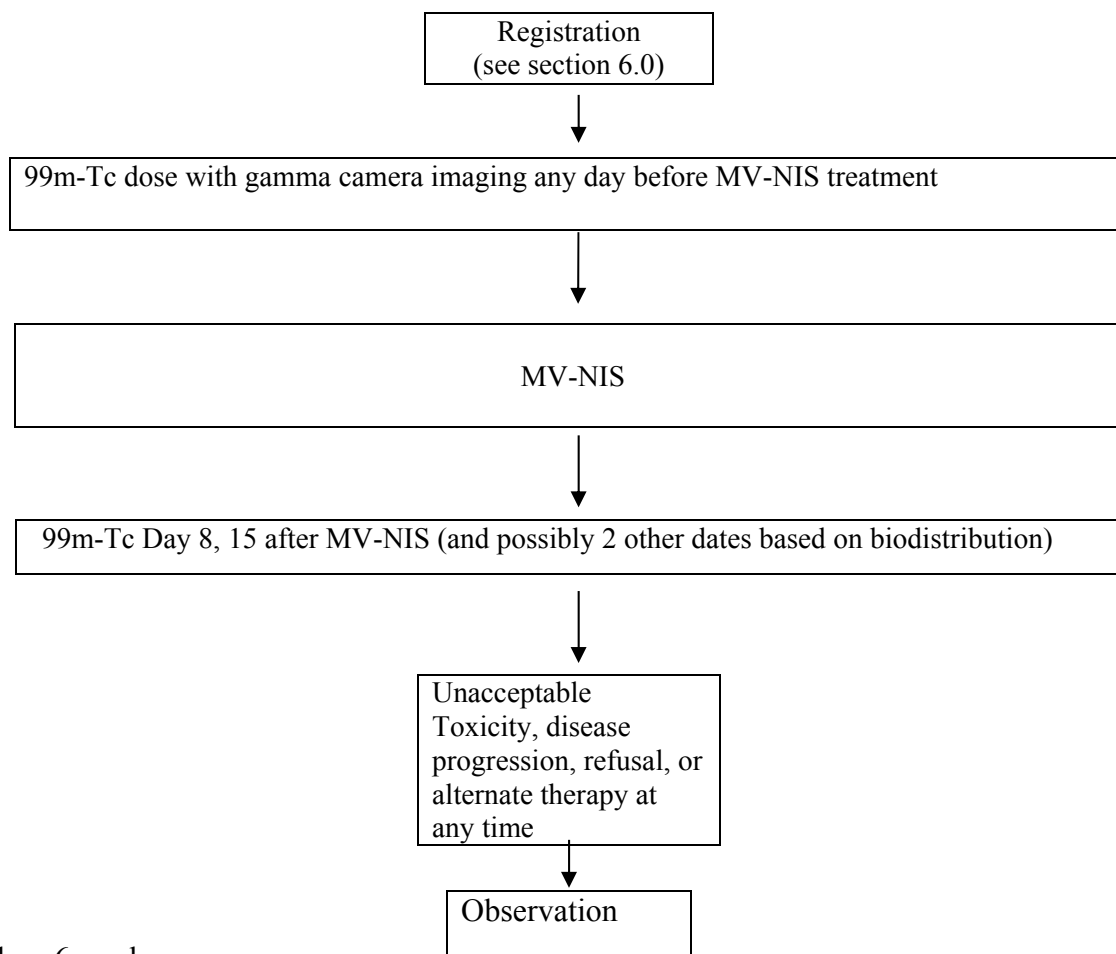 Registration
(see section 6.0)
99m-Tc dose with gamma camera imaging any day before MV-NIS treatment
MV-NIS
99m-Tc Day 8, 15 after MV-NIS (and possibly 2 other dates based on biodistribution)
Unacceptable
Toxicity, disease
progression, refusal, or
alternate therapy at
any time
Observation